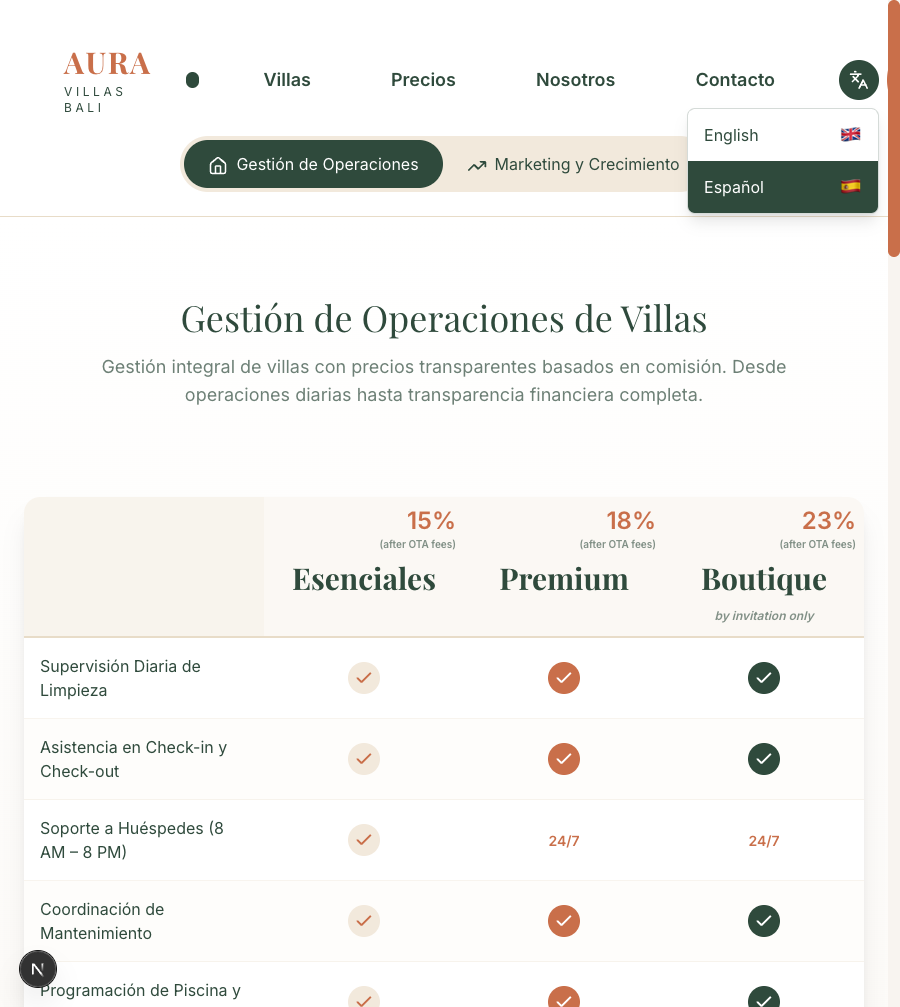 AURA
VILLAS
BALI
Villas
Precios
Nosotros
Contacto
English
Español
Gestión de Operaciones
Marketing y Crecimiento
Gestión de Operaciones de Villas
Gestión integral de villas con precios transparentes basados en comisión. Desde
operaciones diarias hasta transparencia financiera completa.
15%
(after OTA fees)
Esenciales
18%
(after OTA fees)
Premium
23%
(after OTA fees)
Boutique
by invitation only
Supervisión Diaria de
Limpieza
Asistencia en Check-in y
Check-out
Soporte a Huéspedes (8
AM – 8 PM)
24/7
24/7
Coordinación de
Mantenimiento
Programación de Piscina y
N